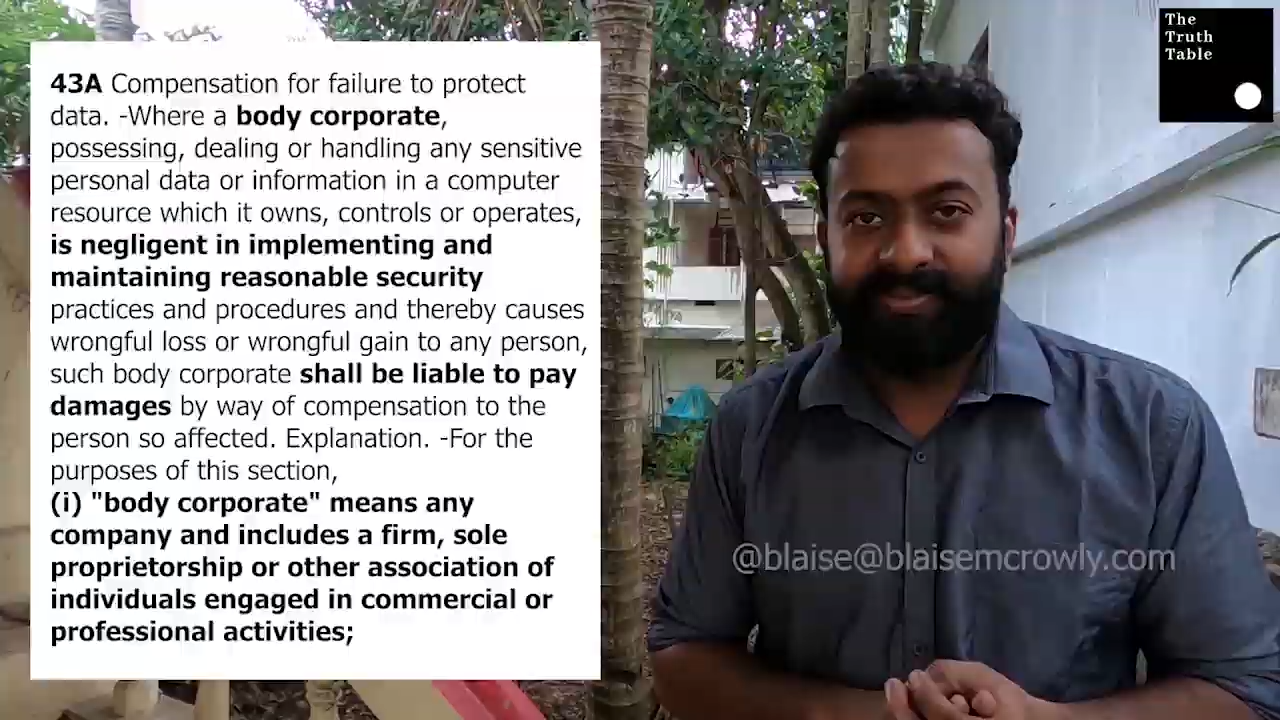 43A Compensation for failure to protect
data. -Where a body corporate,
possessing, dealing or handling any sensitive
personal data or information in a computer
resource which it owns, controls or operates,
is negligent in implementing and
maintaining reasonable security
practices and procedures and thereby causes
wrongful loss or wrongful gain to any person,
such body corporate shall be liable to pay
damages by way of compensation to the
person so affected. Explanation. -For the
purposes of this section,
(i) "body corporate" means any
company and includes a firm, sole
proprietorship or other association of
individuals engaged in commercial or
professional activities;
The
Truth
Table
@blaise@blaisemcrowly.com